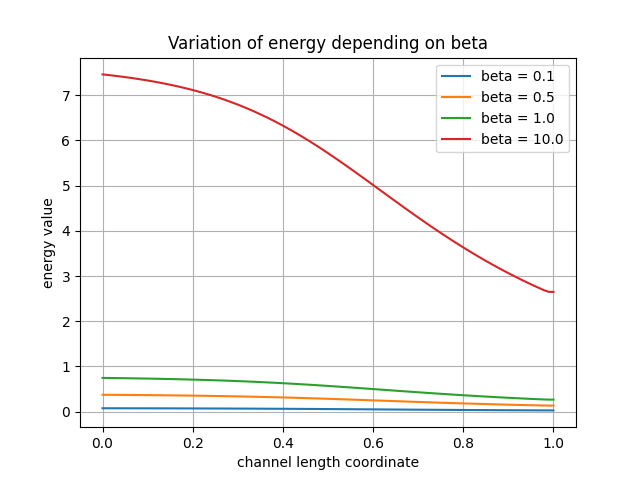 Variation of energy depending on beta
beta = 0.1
beta = 0.5
beta = 1.0
beta = 10.0
energy value
7
6
5
4
3
2
1
0
0.0 0.2 0.4 0.6 0.8 1.0
channel length coordinate